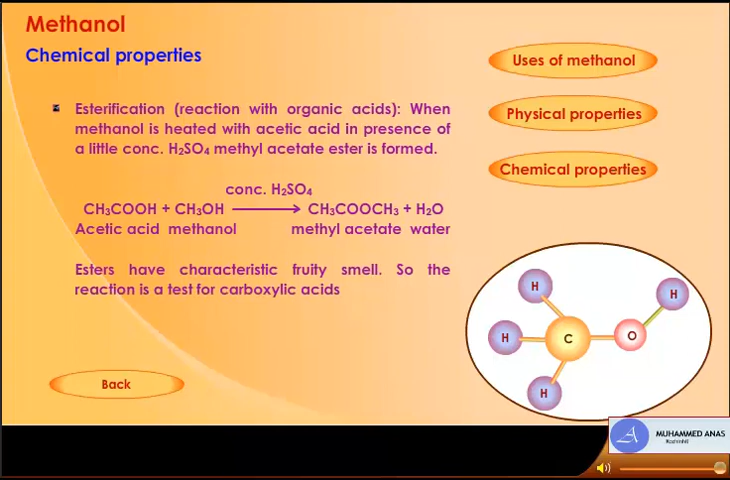 Methanol
Chemical properties
Uses of methanol
Physical properties
Chemical properties
Esterification (reaction with organic acids): When
methanol is heated with acetic acid in presence of
a little conc. H₂SO₄ methyl acetate ester is formed.
conc. H₂SO₄
CH₃COOH + CH₃OH ⟶ CH₃COOCH₃ + H₂O
Acetic acid methanol methyl acetate water
Esters have characteristic fruity smell. So the
reaction is a test for carboxylic acids
H
H
H
C
O
H
Back
MUHAMMED ANAS